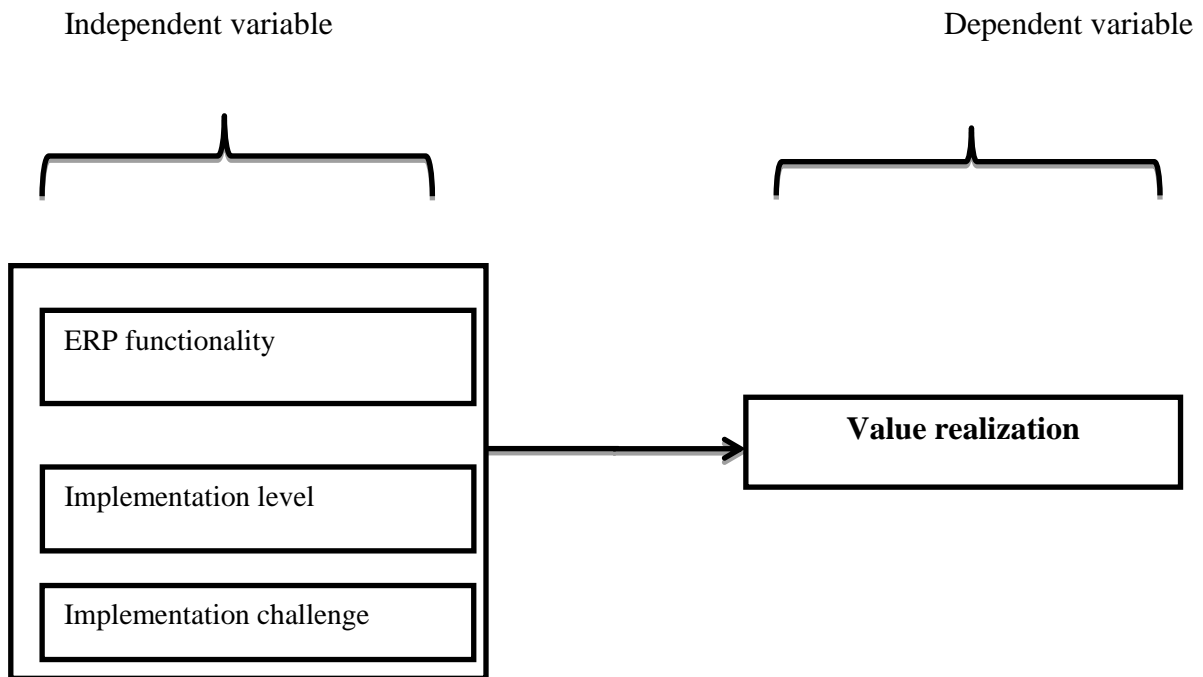 Independent variable
Dependent variable
ERP functionality
Implementation level
Implementation challenge
Value realization